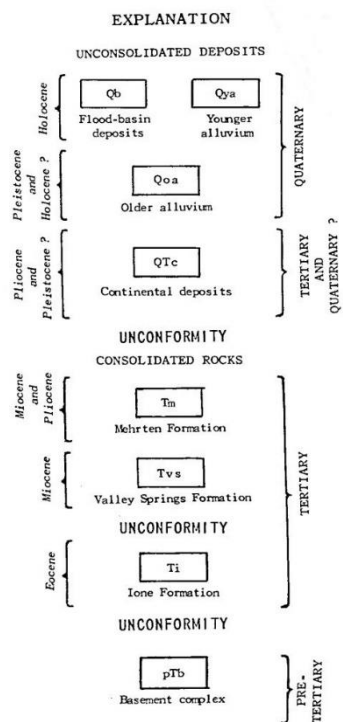 EXPLANATION
UNCONSOLIDATED DEPOSITS
Holocene
Qb
Flood-basin
deposits
Qya
Younger
alluvium
QUATERNARY
Pleistocene
and
Holocene ?
Qoa
Older alluvium
Pliocene
and
Pleistocene ?
QTc
Continental deposits
TERTIARY
AND
QUATERNARY ?
UNCONFORMITY
CONSOLIDATED ROCKS
Miocene
and
Pliocene
Tm
Mehrten Formation
Miocene
Tvs
Valley Springs Formation
TERTIARY
UNCONFORMITY
Eocene
Ti
Ione Formation
UNCONFORMITY
pTb
Basement complex
PRE-
TERTIARY